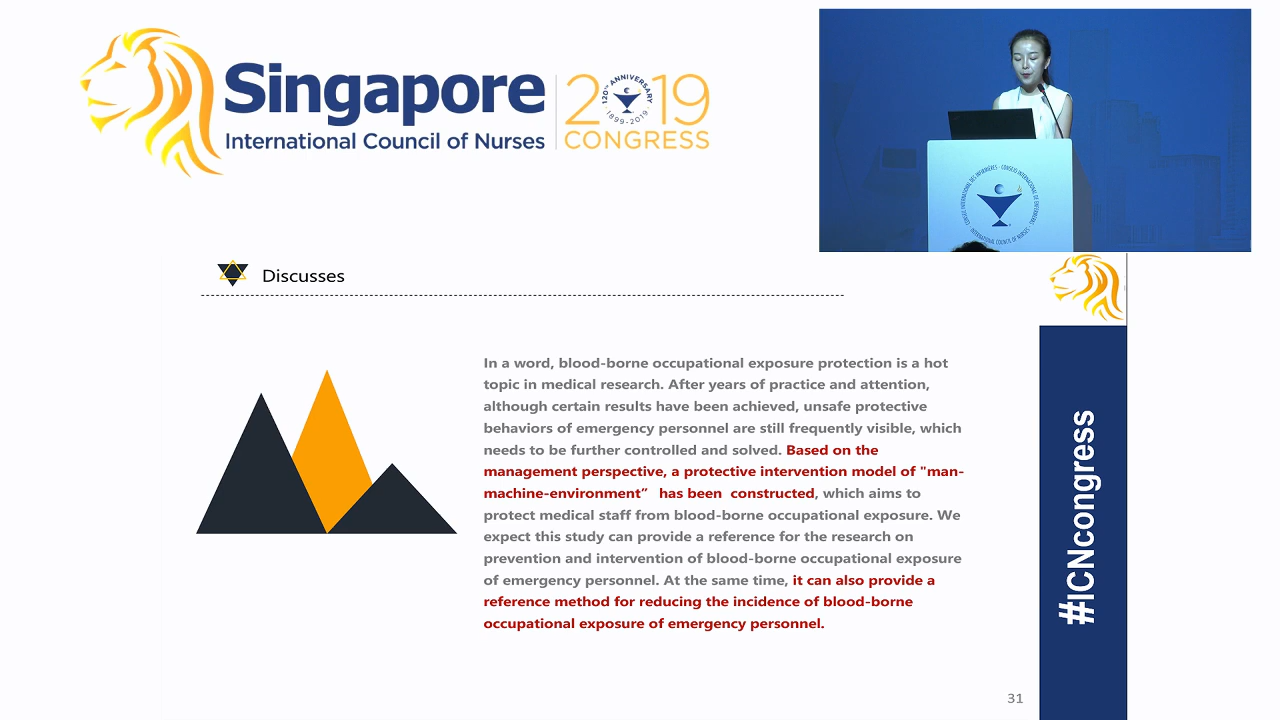 Singapore
International Council of Nurses
2019
CONGRESS
120TH ANNIVERSARY
1899-2019
Discusses
In a word, blood-borne occupational exposure protection is a hot
topic in medical research. After years of practice and attention,
although certain results have been achieved, unsafe protective
behaviors of emergency personnel are still frequently visible, which
needs to be further controlled and solved. Based on the
management perspective, a protective intervention model of "man-
machine-environment” has been constructed, which aims to
protect medical staff from blood-borne occupational exposure. We
expect this study can provide a reference for the research on
prevention and intervention of blood-borne occupational exposure
of emergency personnel. At the same time, it can also provide a
reference method for reducing the incidence of blood-borne
occupational exposure of emergency personnel.
#ICNcongress
31